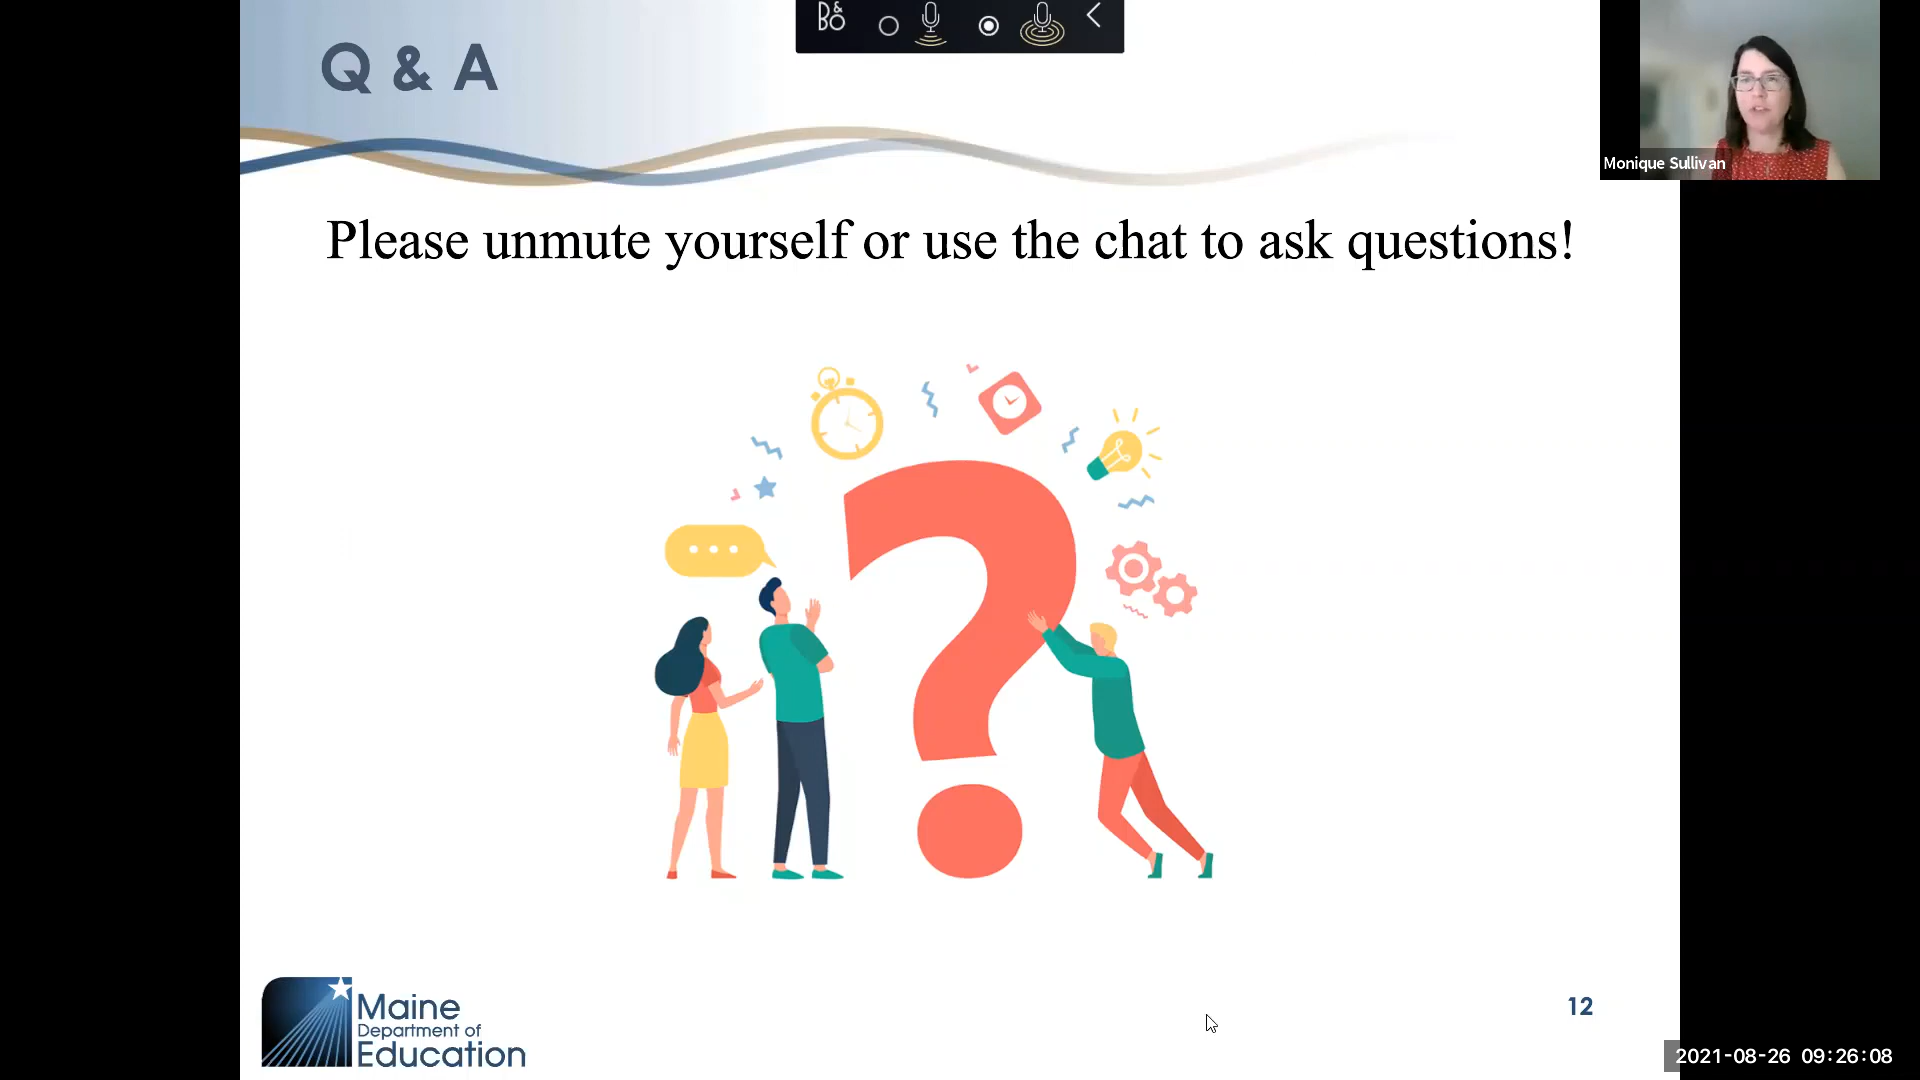 Q & A
B&O
Monique Sullivan
Please unmute yourself or use the chat to ask questions!
Maine
Department of
Education
12
2021-08-26 09:26:08